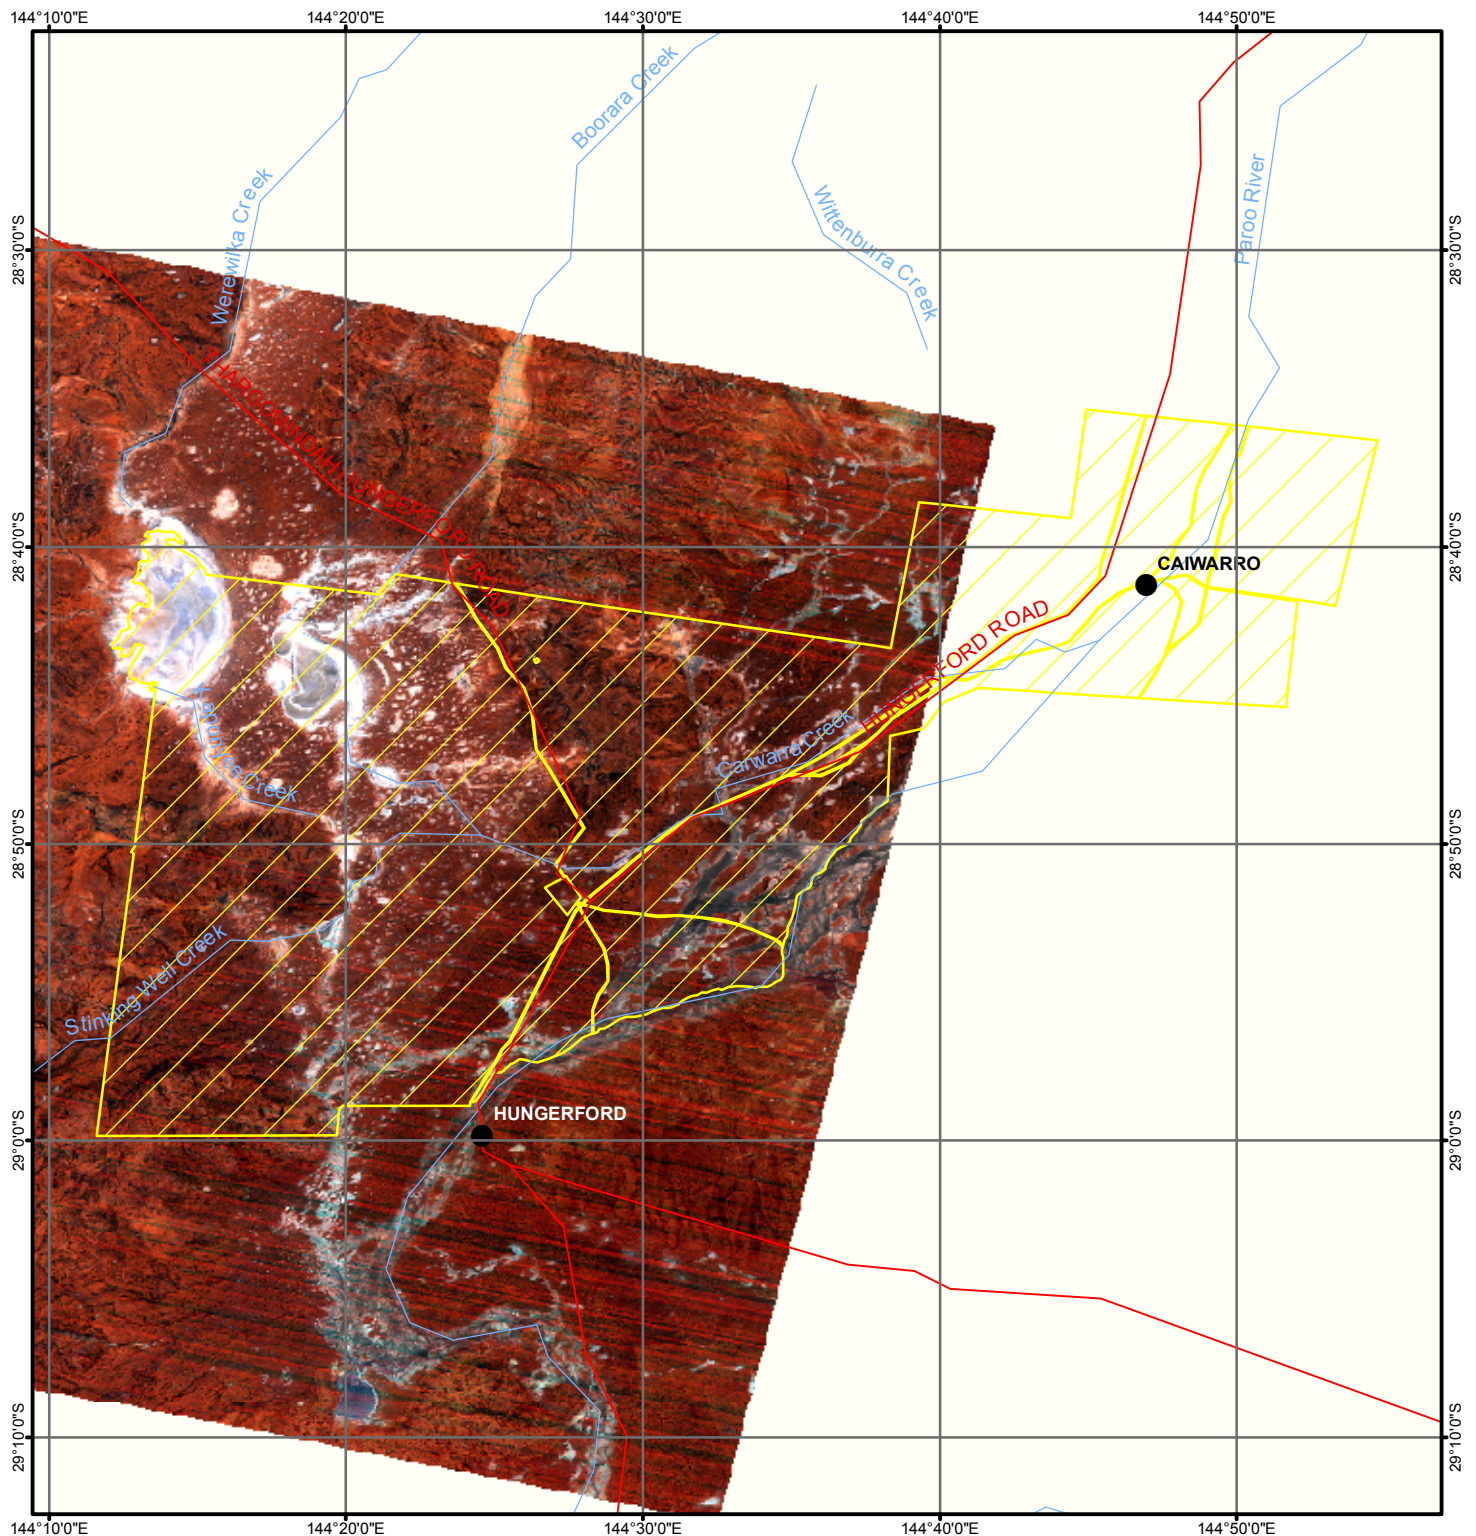 144°10'0"E 144°20'0"E 144°30'0"E 144°40'0"E 144°50'0"E
Boorara Creek
Werewilka Creek
Wittenburra Creek
Paroo River
28°30'0"S 28°30'0"S
THARGOMINDAH HUNGERFORD ROAD
28°40'0"S 28°40'0"S
CAIWARRO
HUNGERFORD ROAD
Kapunyee Creek
Carwarra Creek
28°50'0"S 28°50'0"S
Stinking Well Creek
HUNGERFORD
29°0'0"S 29°0'0"S
29°10'0"S 29°10'0"S
144°10'0"E 144°20'0"E 144°30'0"E 144°40'0"E 144°50'0"E